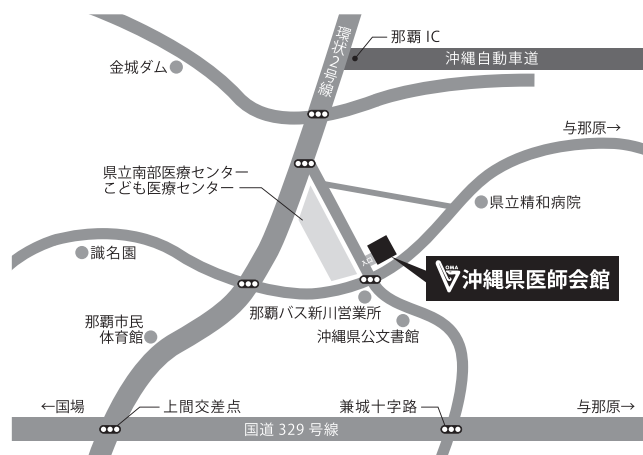 環状2号線
那覇 IC
沖縄自動車道
金城ダム
与那原→
県立南部医療センター
こども医療センター
県立精和病院
識名園
入口
OMA
沖縄県医師会館
那覇バス新川営業所
沖縄県公文書館
那覇市民
体育館
←国場
上間交差点
兼城十字路
与那原→
国道 329 号線